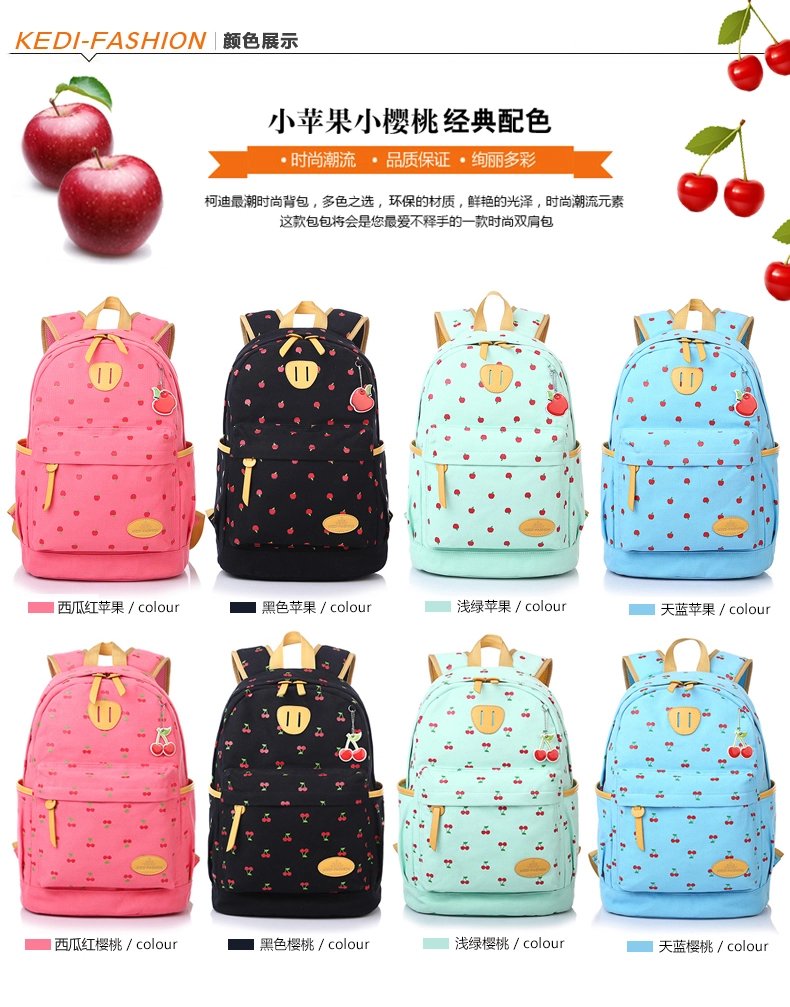 KEDI-FASHION | 颜色展示
小苹果小樱桃经典配色
·时尚潮流 ·品质保证 ·绚丽多彩
柯迪最潮时尚背包，多色之选，环保的材质，鲜艳的光泽，时尚潮流元素
这款包包将会是您最爱不释手的一款时尚双肩包
西瓜红苹果 / colour
黑色苹果 / colour
浅绿苹果 / colour
天蓝苹果 / colour
西瓜红樱桃 / colour
黑色樱桃 / colour
浅绿樱桃 / colour
天蓝樱桃 / colour